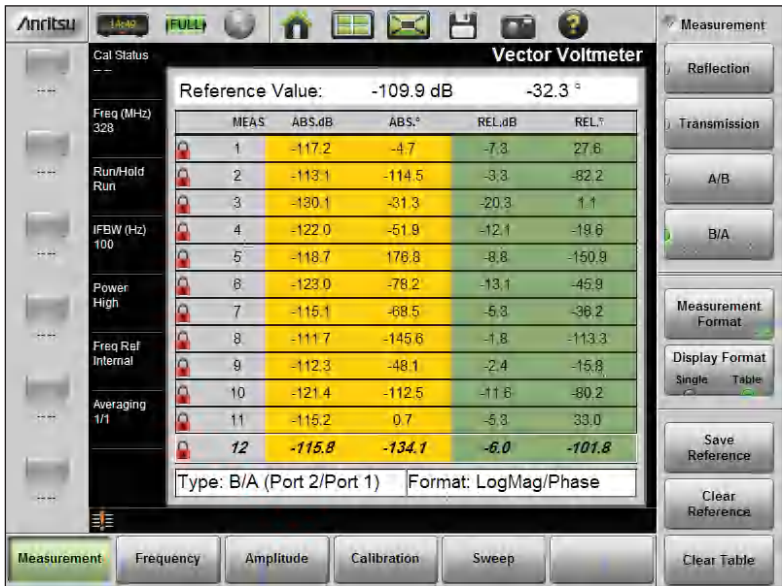 Anritsu 14:49 FULL ?
Vector Voltmeter
Cal Status
--
Freq (MHz)
328
Run/Hold
Run
IFBW (Hz)
100
Power
High
Freq Ref
Internal
Averaging
1/1
Reference Value: -109.9 dB -32.3 °
MEAS ABS.dB ABS.° REL.dB REL.°
1 -117.2 -4.7 -7.3 27.6
2 -113.1 -114.5 -3.3 -82.2
3 -130.1 -31.3 -20.3 1.1
4 -122.0 -51.9 -12.1 -19.6
5 -118.7 176.8 -8.8 -150.9
6 -123.0 -78.2 -13.1 -45.9
7 -115.1 -68.5 -5.3 -36.2
8 -111.7 -145.6 -1.8 -113.3
9 -112.3 -48.1 -2.4 -15.8
10 -121.4 -112.5 -11.6 -80.2
11 -115.2 0.7 -5.3 33.0
12 -115.8 -134.1 -6.0 -101.8
Type: B/A (Port 2/Port 1) Format: LogMag/Phase
Measurement
Reflection
Transmission
A/B
B/A
Measurement
Format
Display Format
Single Table
Save
Reference
Clear
Reference
Clear Table
---
---
---
---
---
---
Measurement Frequency Amplitude Calibration Sweep